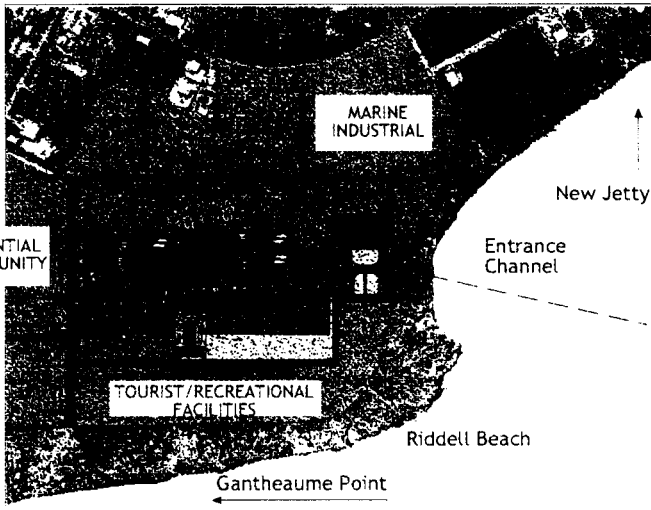 MARINE
INDUSTRIAL
New Jetty
NTIAL
UNITY
Entrance
Channel
TOURIST/RECREATIONAL
FACILITIES
Riddell Beach
Gantheaume Point